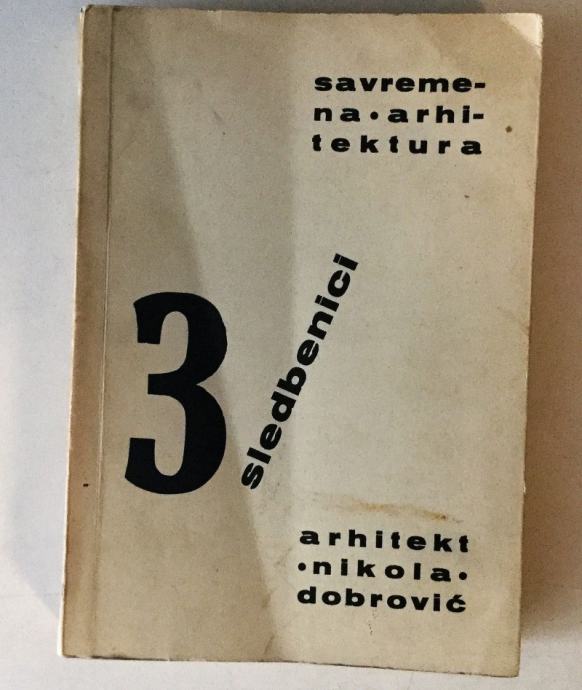 savreme-
na•arhi-
tektura
3
sledbenici
arhitekt
•nikola•
dobrović